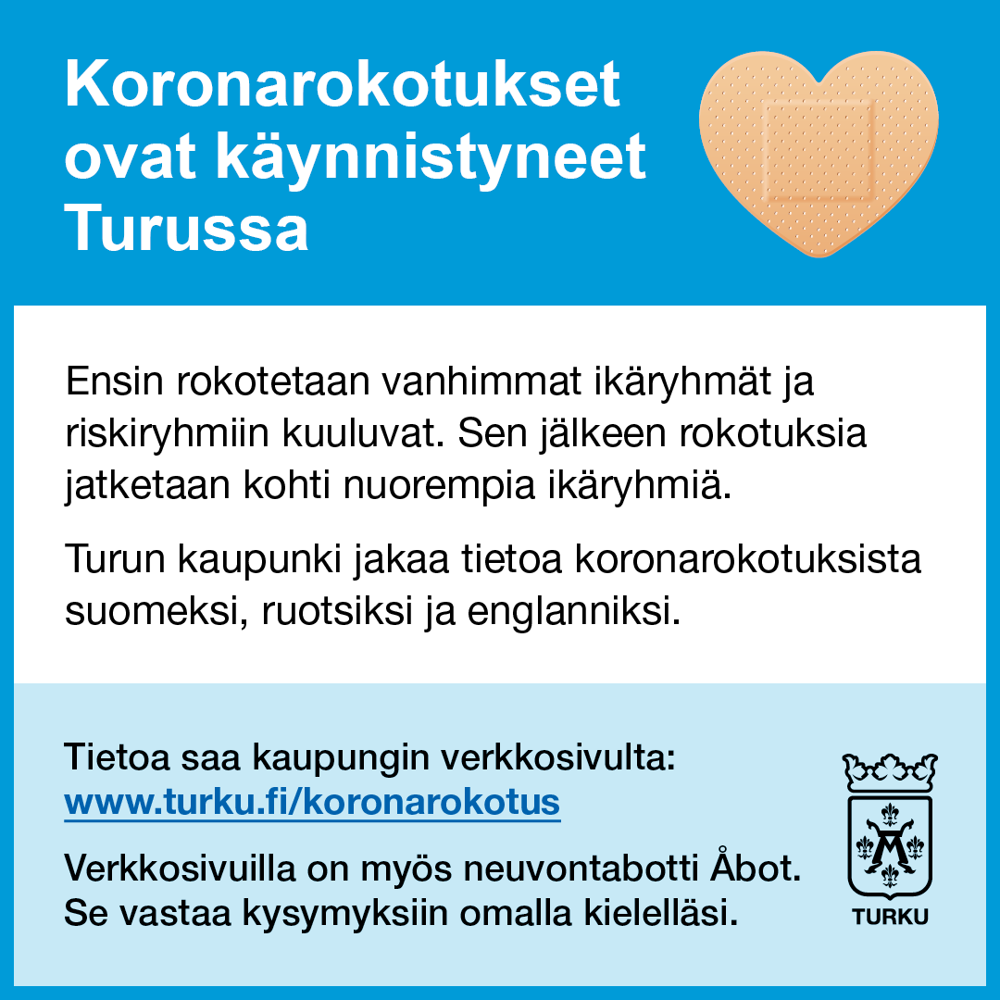 Koronarokotukset
ovat käynnistyneet
Turussa
Ensin rokotetaan vanhimmat ikäryhmät ja
riskiryhmiin kuuluvat. Sen jälkeen rokotuksia
jatketaan kohti nuorempia ikäryhmiä.
Turun kaupunki jakaa tietoa koronarokotuksista
suomeksi, ruotsiksi ja englanniksi.
Tietoa saa kaupungin verkkosivulta:
www.turku.fi/koronarokotus
Verkkosivuilla on myös neuvontabotti Åbot.
Se vastaa kysymyksiin omalla kielelläsi.
TURKU